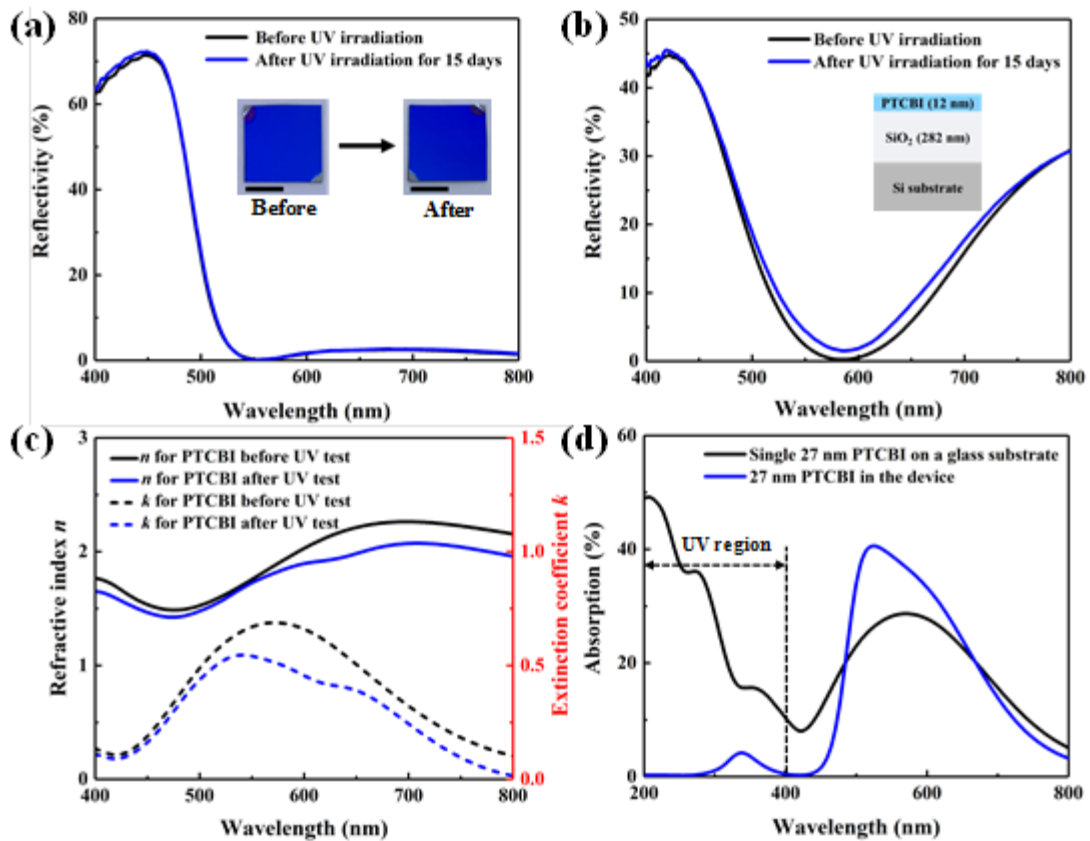 (a)
Before UV irradiation
After UV irradiation for 15 days
Before
After
Reflectivity (%)
80
60
40
20
0
400 500 600 700 800
Wavelength (nm)
(b)
Before UV irradiation
After UV irradiation for 15 days
PTCBI (12 nm)
SiO₂ (282 nm)
Si substrate
Reflectivity (%)
50
40
30
20
10
0
400 500 600 700 800
Wavelength (nm)
(c)
n for PTCBI before UV test
n for PTCBI after UV test
k for PTCBI before UV test
k for PTCBI after UV test
Refractive index n
3
2
1
0
Extinction coefficient k
1.5
1.0
0.5
0.0
400 500 600 700 800
Wavelength (nm)
(d)
Single 27 nm PTCBI on a glass substrate
27 nm PTCBI in the device
UV region
Absorption (%)
60
40
20
0
200 400 600 800
Wavelength (nm)